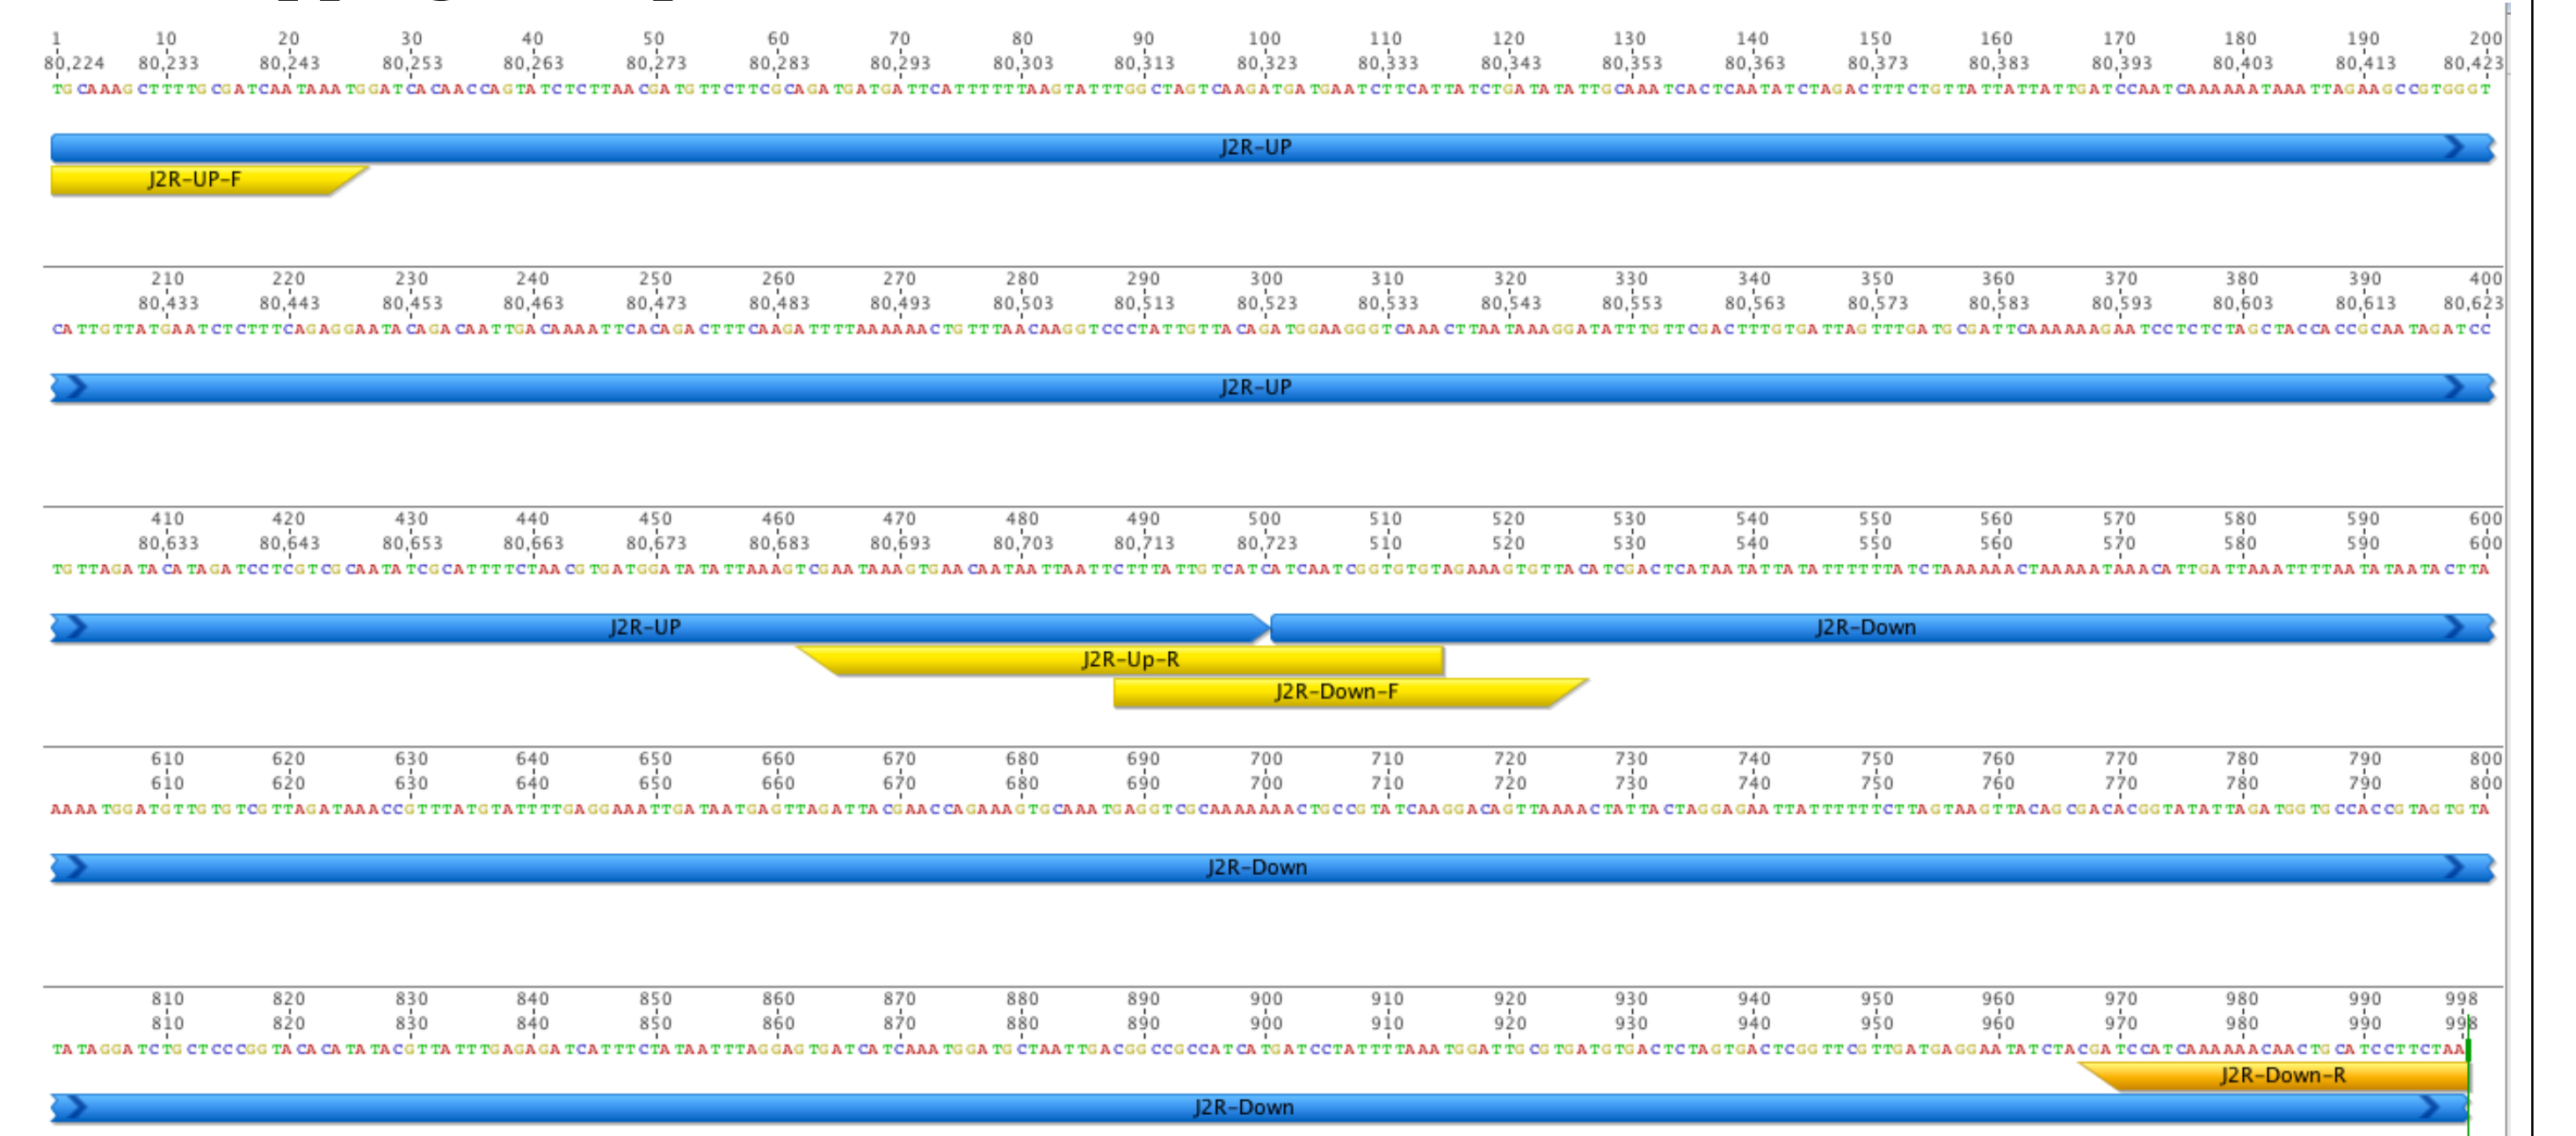 1 10 20 30 40 50 60 70 80 90 100 110 120 130 140 150 160 170 180 190 200
80,224 80,233 80,243 80,253 80,263 80,273 80,283 80,293 80,303 80,313 80,323 80,333 80,343 80,353 80,363 80,373 80,383 80,393 80,403 80,413 80,423
TGCAAAGCTTTTGCGATCAATAAATGGATCACAACCAGTATCTCTTAACGATGTTCTTCGCAGATGATGATTCATTTTTTAAGTATTTGGCTAGTCAAGATGATGAATCTTCATTATCTGATATATTGCAAATCACTCAATATCTAGACTTTCTGTTATTATTATTGATCCAATCAAAAAATAAATTAGAAGCCGTGGGT
J2R-UP
J2R-UP-F
210 220 230 240 250 260 270 280 290 300 310 320 330 340 350 360 370 380 390 400
80,433 80,443 80,453 80,463 80,473 80,483 80,493 80,503 80,513 80,523 80,533 80,543 80,553 80,563 80,573 80,583 80,593 80,603 80,613 80,623
CATTGTTATGAATCTCTTTCAGAGGAATACAGACAATTGACAAAATTCACAGACTTTCAAGATTTTAAAAAACTGTTTAACAAGGTCCCTATTGTTACAGATGGAAGGGTCAAACTTAATAAAGGATATTTGTTCGACTTTGTGATTAGTTTGATGCGATTCAAAAAAGAATCCTCTCTAGCTACCACCGCAATAGATCC
J2R-UP
410 420 430 440 450 460 470 480 490 500 510 520 530 540 550 560 570 580 590 600
80,633 80,643 80,653 80,663 80,673 80,683 80,693 80,703 80,713 80,723 510 520 530 540 550 560 570 580 590 600
TGTTAGATACATAGATCCTCGTCGCAATATCGCATTTTCTAACGTGATGGATATATTAAAGTCGAATAAAGTGAACAATAATTAATTCTTTATTGTCATCATCAATCGGTGTGTAGAAAGTGTTACATCGACTCATAATATTATATTTTTTATCTAAAAAACTAAAAATAAACATTGATTAAATTTTAATATAATACTTA
J2R-UP J2R-Down
J2R-Up-R
J2R-Down-F
610 620 630 640 650 660 670 680 690 700 710 720 730 740 750 760 770 780 790 800
610 620 630 640 650 660 670 680 690 700 710 720 730 740 750 760 770 780 790 800
AAAATGGATGTTGTGTCGTTAGATAAACCGTTTATGTATTTTGAGGAAATTGATAATGAGTTAGATTACGAACCAGAAAGTGCAAATGAGGTCGCAAAAAAACTGCCGTATCAAGGACAGTTAAAACTATTACTAGGAGAATTATTTTTTCTTAGTAAGTTACAGCGACACGGTATATTAGATGGTGCCACCGTAGTGTA
J2R-Down
810 820 830 840 850 860 870 880 890 900 910 920 930 940 950 960 970 980 990 998
810 820 830 840 850 860 870 880 890 900 910 920 930 940 950 960 970 980 990 998
TATAGGATCTGCTCCCGGTACACATATACGTTATTTGAGAGATCATTTCTATAATTTAGGAGTGATCATCAAATGGATGCTAATTGACGGCCGCCATCATGATCCTATTTTAAATGGATTGCGTGATGTGACTCTAGTGACTCGGTTCGTTGATGAGGAATATCTACGATCCATCAAAAAACAACTGCATCCTTCTAA
J2R-Down-R
J2R-Down